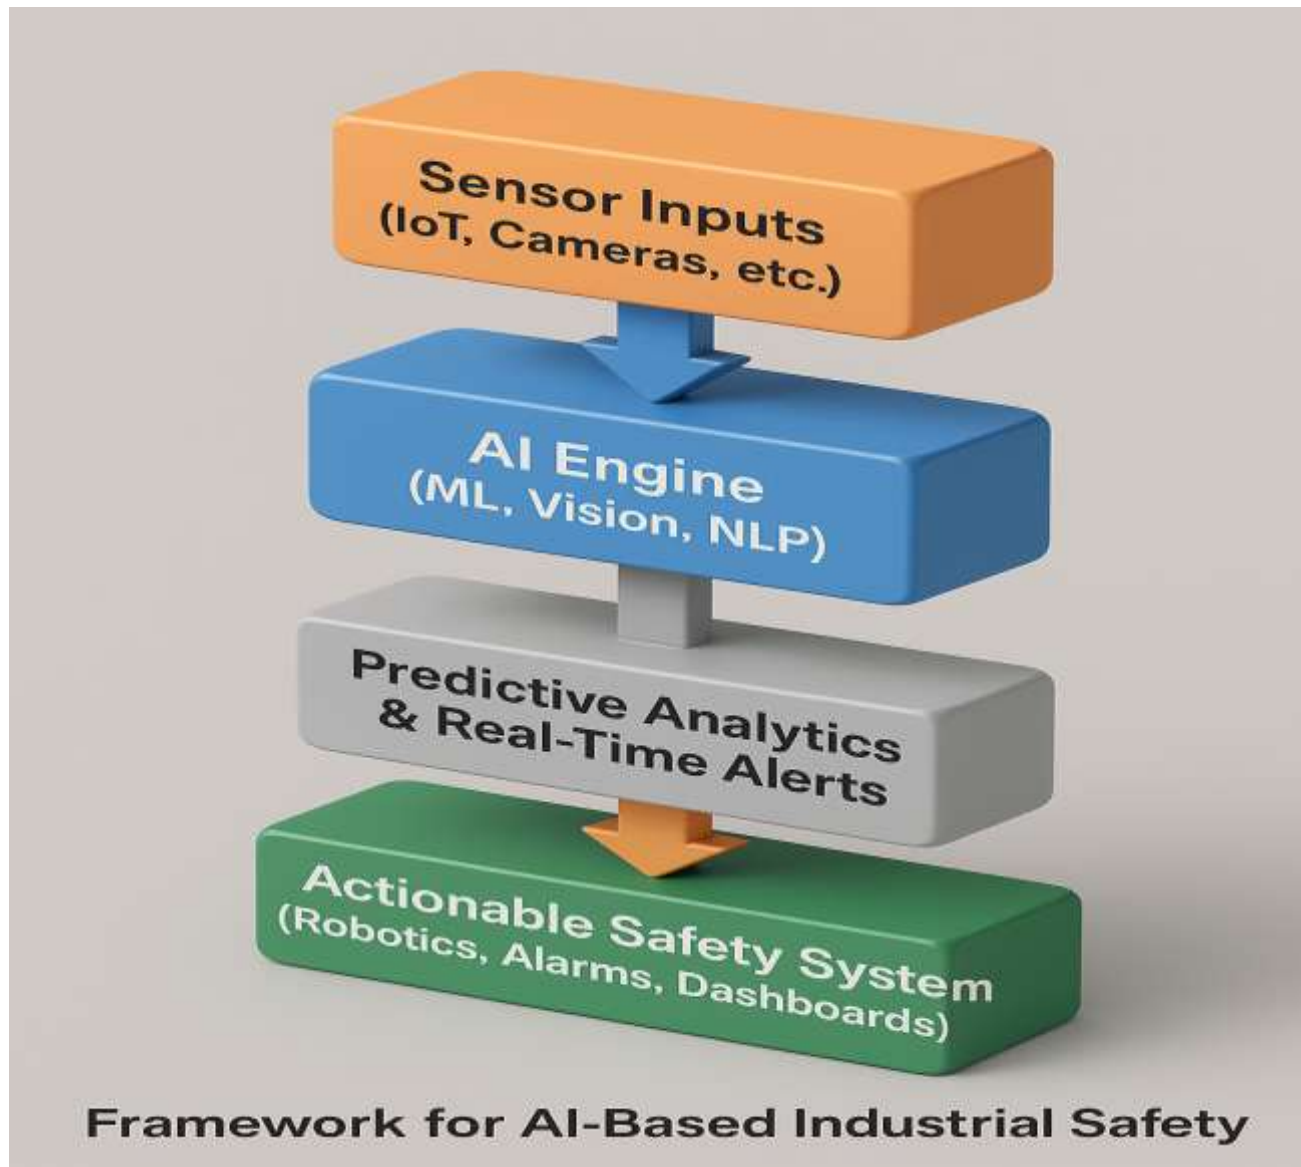 Sensor Inputs
(IoT, Cameras, etc.)
AI Engine
(ML, Vision, NLP)
Predictive Analytics
& Real-Time Alerts
Actionable Safety System
(Robotics, Alarms, Dashboards)
Framework for AI-Based Industrial Safety